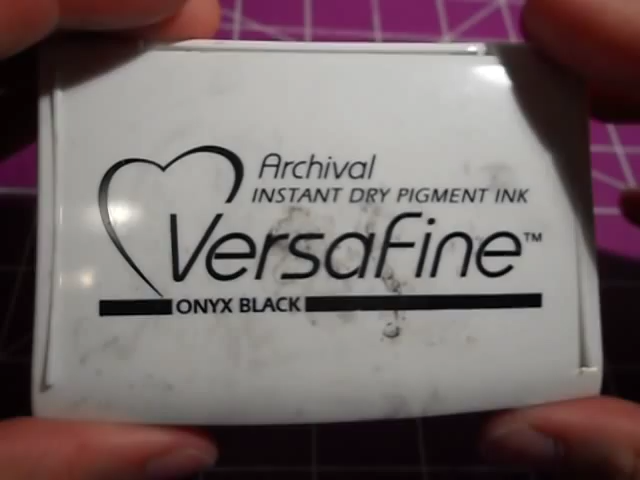 Archival
INSTANT DRY PIGMENT INK
VersaFine™
ONYX BLACK